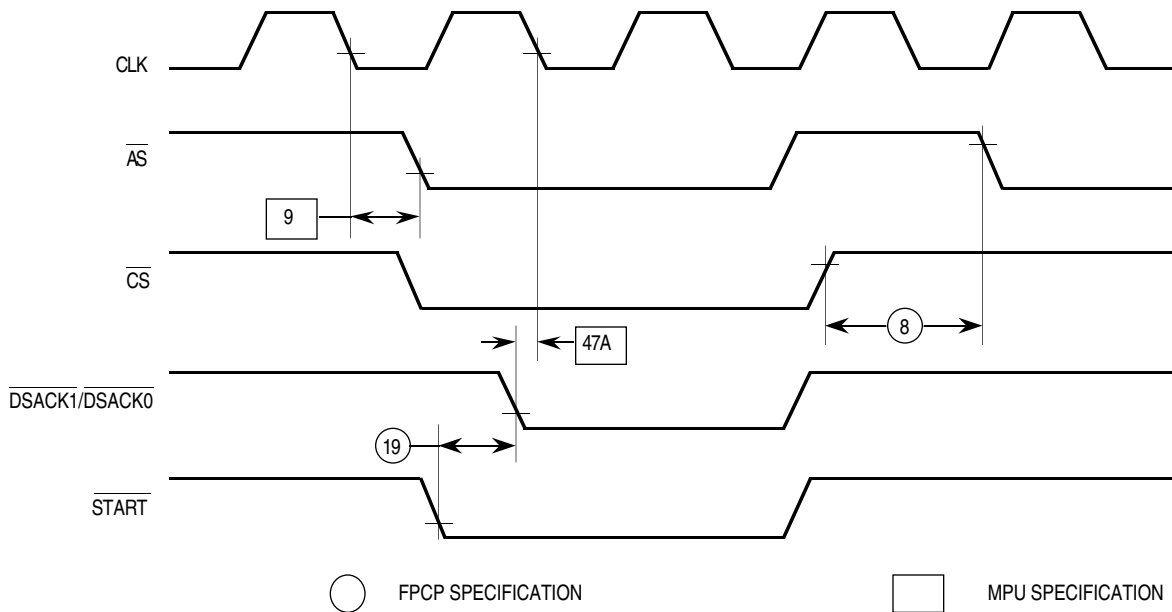 CLK
AS
9
CS
8
47A
DSACK1/DSACK0
19
START
FPCP SPECIFICATION
MPU SPECIFICATION